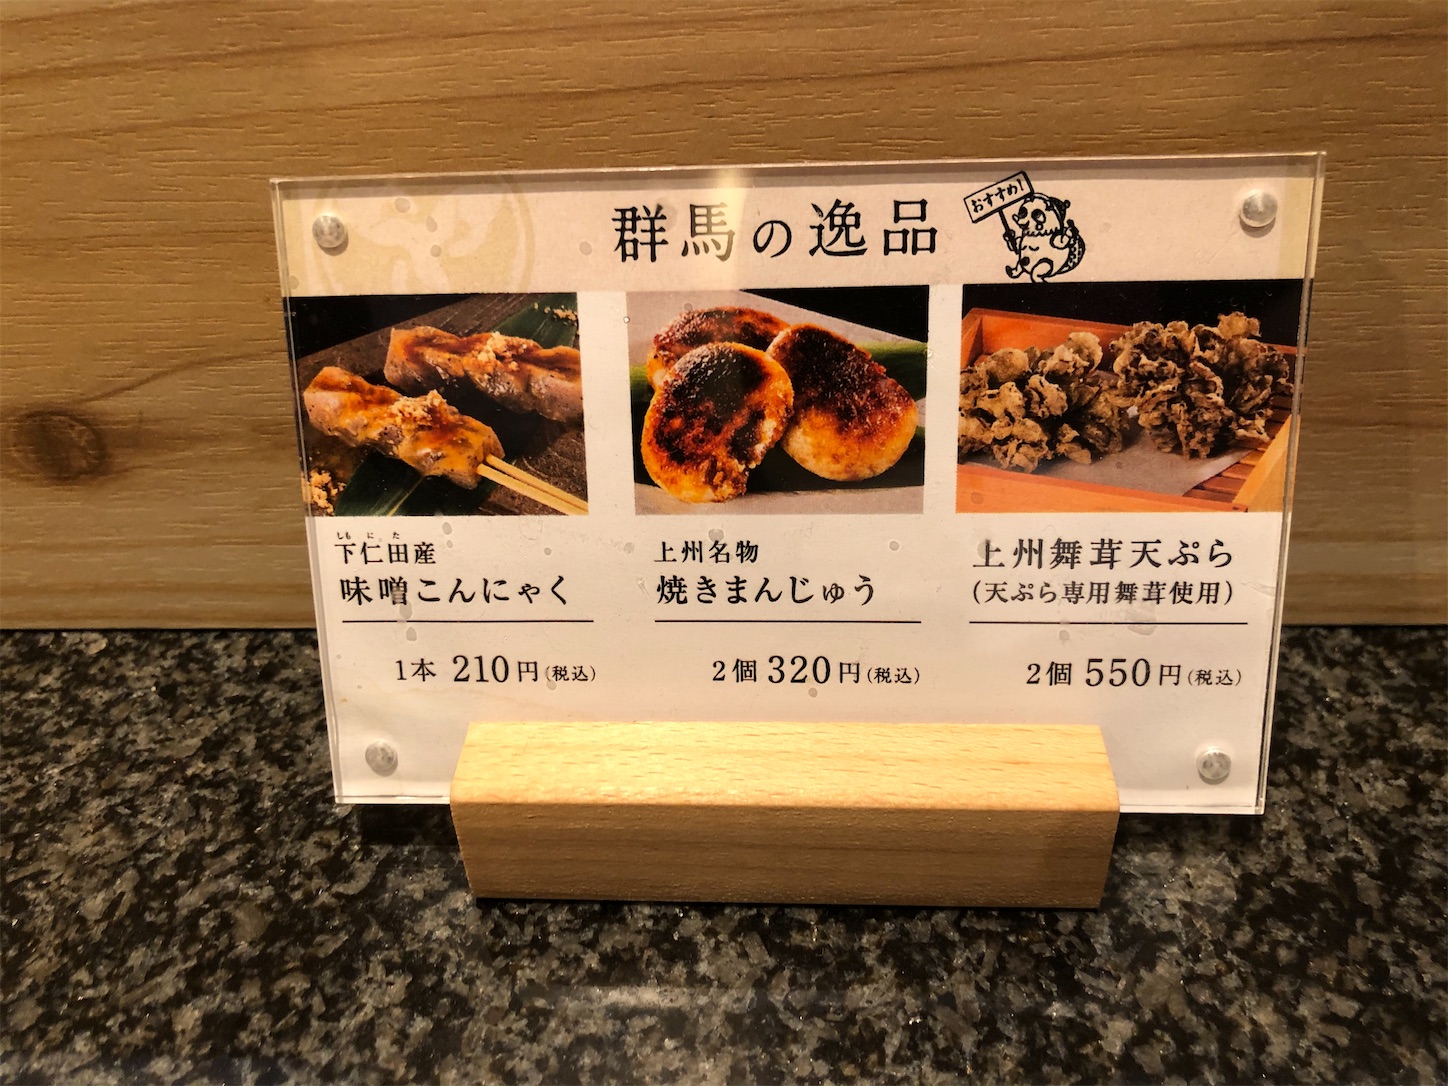 群馬の逸品
おすすめ!
しもにた
下仁田産
味噌こんにゃく
1本 210円(税込)
上州名物
焼きまんじゅう
2個 320円(税込)
上州舞茸天ぷら
(天ぷら専用舞茸使用)
2個 550円(税込)